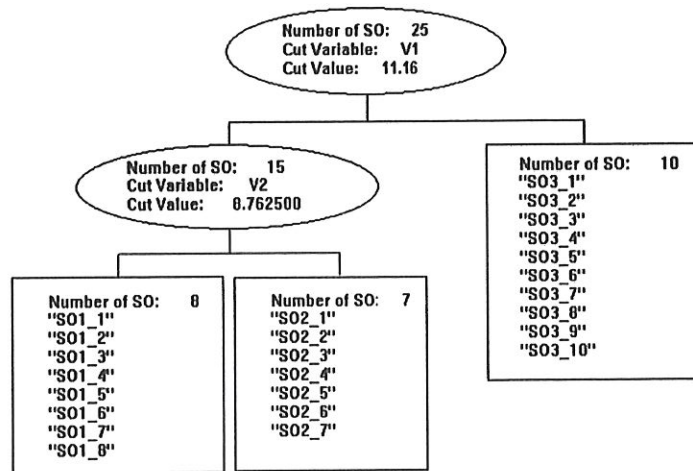 Number of SO: 25
Cut Variable: V1
Cut Value: 11.16
Number of SO: 15
Cut Variable: V2
Cut Value: 8.762500
Number of SO: 10
"SO3_1"
"SO3_2"
"SO3_3"
"SO3_4"
"SO3_5"
"SO3_6"
"SO3_7"
"SO3_8"
"SO3_9"
"SO3_10"
Number of SO: 8
"SO1_1"
"SO1_2"
"SO1_3"
"SO1_4"
"SO1_5"
"SO1_6"
"SO1_7"
"SO1_8"
Number of SO: 7
"SO2_1"
"SO2_2"
"SO2_3"
"SO2_4"
"SO2_5"
"SO2_6"
"SO2_7"